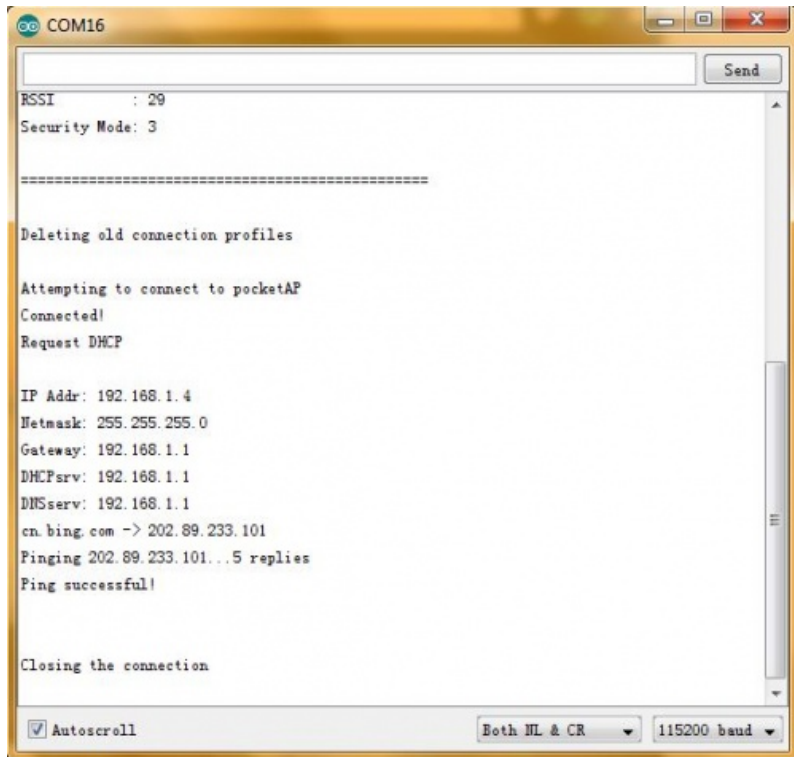 COM16
Send
RSSI : 29
Security Mode: 3
================================================
Deleting old connection profiles
Attempting to connect to pocketAP
Connected!
Request DHCP
IP Addr: 192.168.1.4
Netmask: 255.255.255.0
Gateway: 192.168.1.1
DHCPsrv: 192.168.1.1
DNSserv: 192.168.1.1
cn.bing.com -> 202.89.233.101
Pinging 202.89.233.101...5 replies
Ping successful!
Closing the connection
Autoscroll Both NL & CR 115200 baud